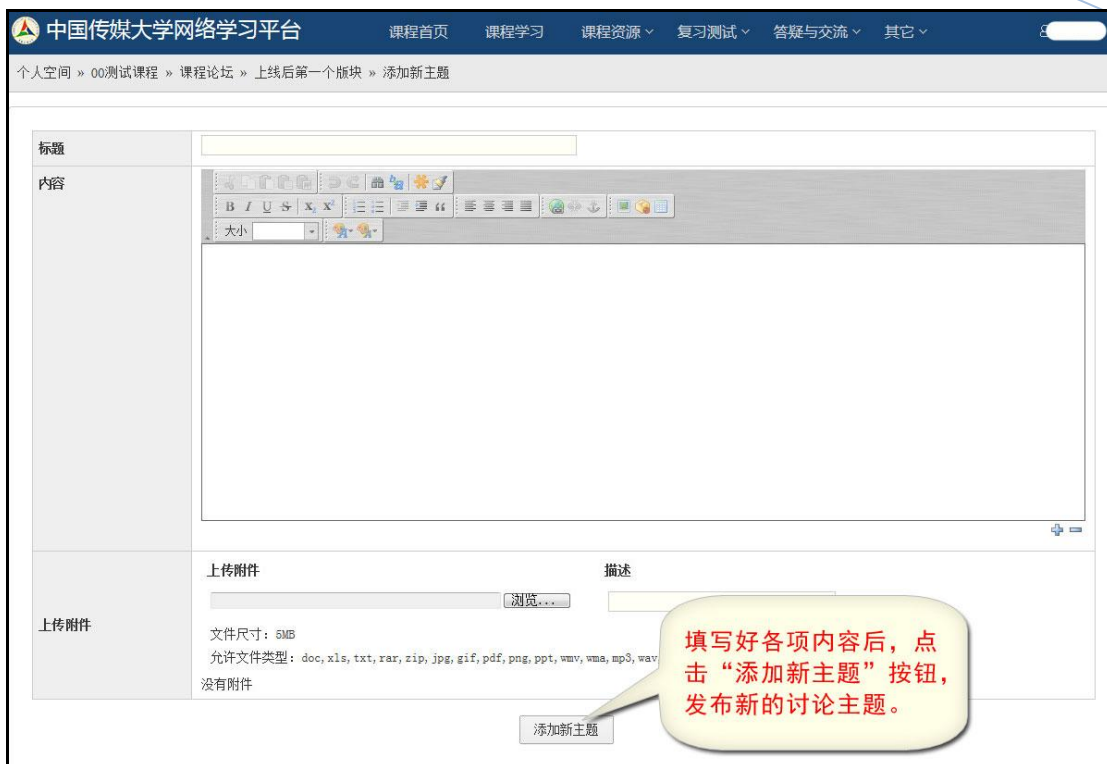 中国传媒大学网络学习平台 课程首页 课程学习 课程资源 复习测试 答疑与交流 其它
个人空间 » 00测试课程 » 课程论坛 » 上线后第一个版块 » 添加新主题
标题
内容
B I U S X₂ X²
大小
上传附件 描述
浏览...
上传附件
文件尺寸：5MB
允许文件类型：doc, xls, txt, rar, zip, jpg, gif, pdf, png, ppt, wmv, wma, mp3, wav
没有附件
填写好各项内容后，点
击“添加新主题”按钮，
发布新的讨论主题。
添加新主题